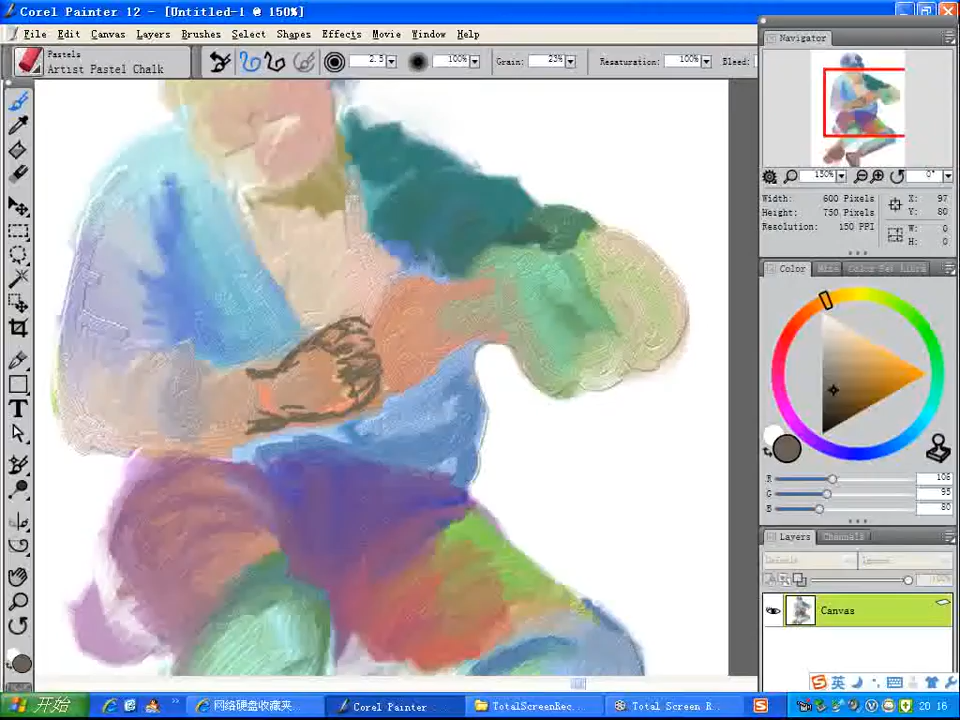 Corel Painter 12 - [Untitled-1 @ 150%]
File Edit Canvas Layers Brushes Select Shapes Effects Movie Window Help
Pastels
Artist Pastel Chalk
2.5
100%
Grain: 23%
Resaturation: 100%
Bleed:
Navigator
150%
0°
Width: 600 Pixels
Height: 750 Pixels
Resolution: 150 PPI
X: 97
Y: 80
W: 0
H: 0
Color
R 106
G 95
B 80
Layers Channels
Default
100%
Canvas
英
开始
网络硬盘收藏夹...
Corel Painter ...
TotalScreenRec...
Total Screen R...
20:16